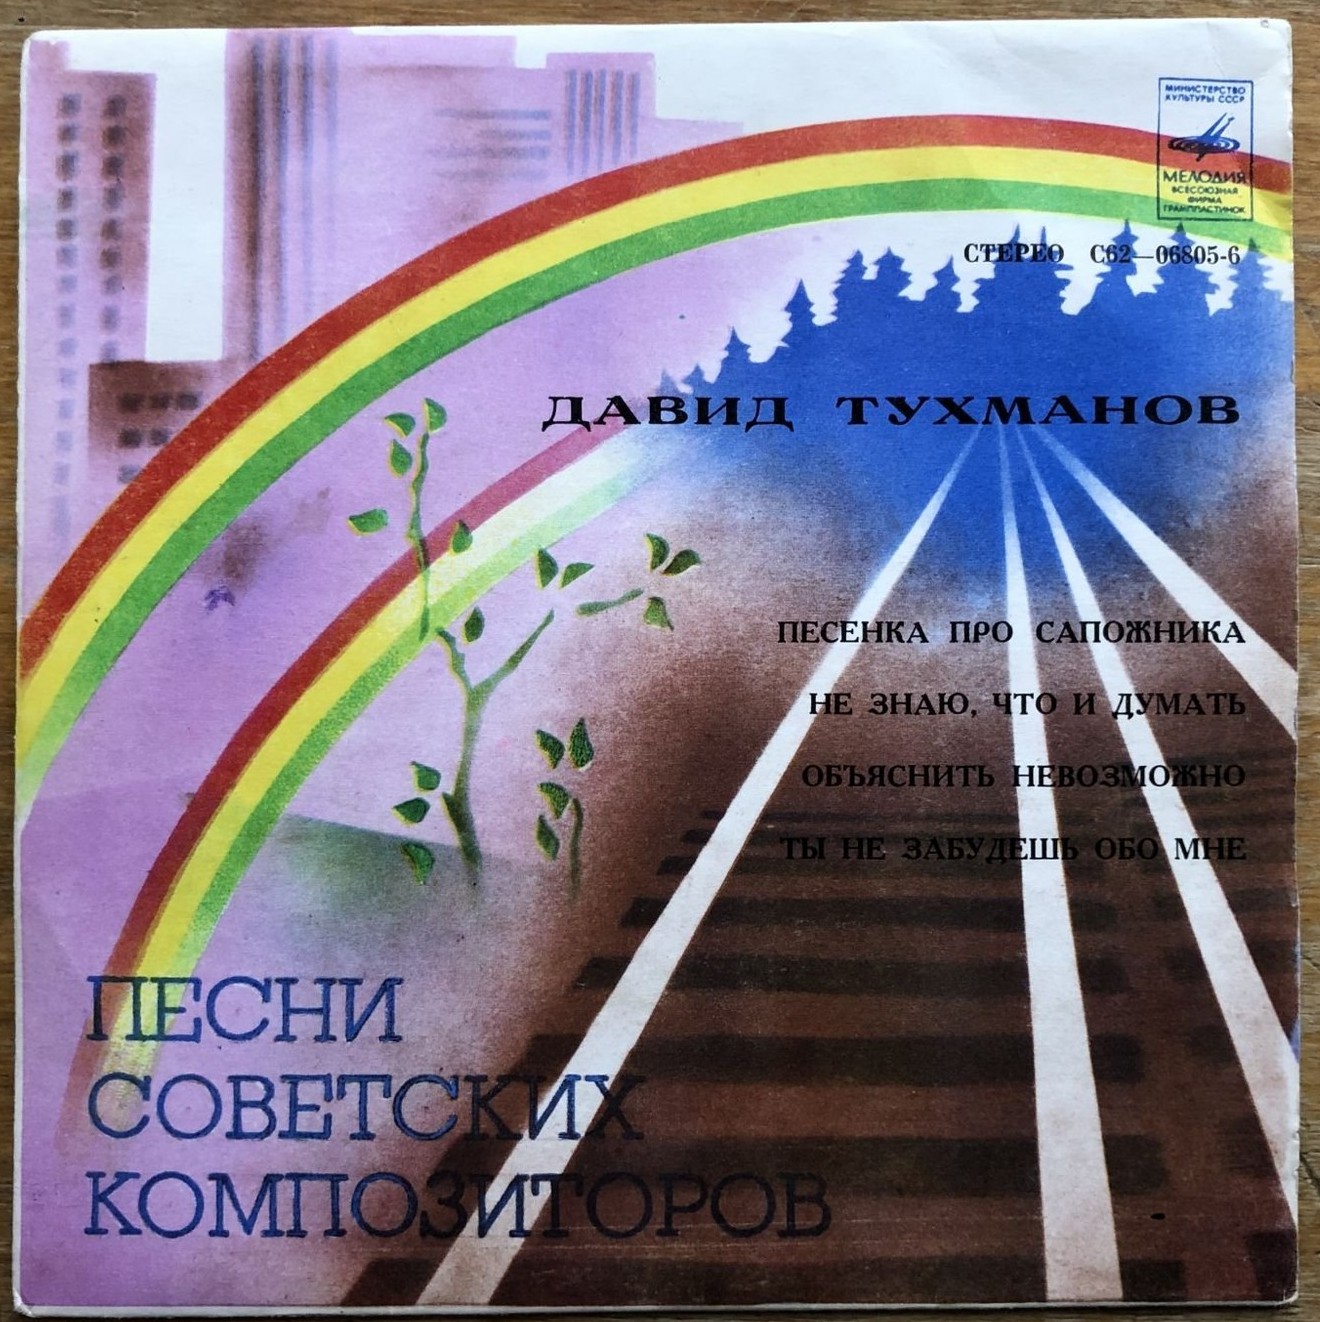 МИНИСТЕРСТВО
КУЛЬТУРЫ СССР
МЕЛОДИЯ
ВСЕСОЮЗНАЯ
ФИРМА
ГРАМПЛАСТИНОК
СТЕРЕО С62—06805-6
ДАВИД ТУХМАНОВ
ПЕСЕНКА ПРО САПОЖНИКА
НЕ ЗНАЮ, ЧТО И ДУМАТЬ
ОБЪЯСНИТЬ НЕВОЗМОЖНО
ТЫ НЕ ЗАБУДЕШЬ ОБО МНЕ
ПЕСНИ
СОВЕТСКИХ
КОМПОЗИТОРОВ